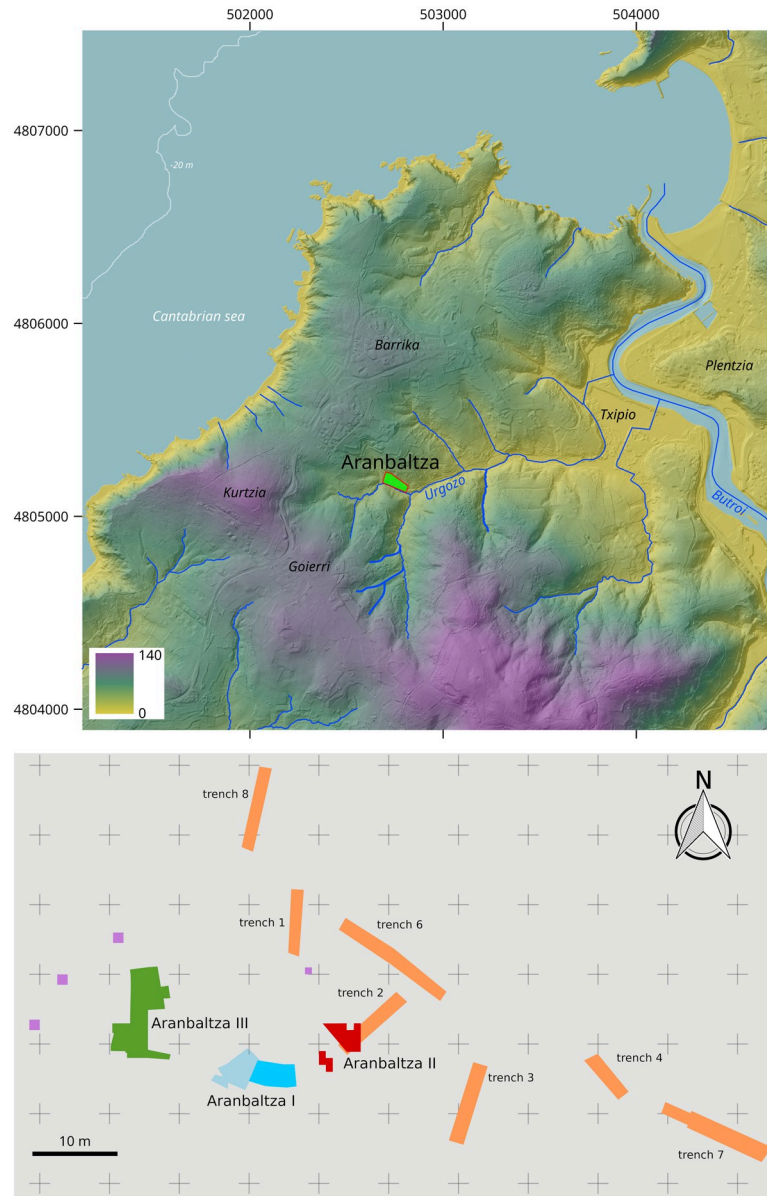 502000
503000
504000
4807000
-20 m
4806000
Cantabrian sea
Barrika
Plentzia
Txipio
Aranbaltza
Kurtzia
Urgozo
Butroi
4805000
Goierri
140
0
4804000
N
trench 8
trench 1
trench 6
trench 2
Aranbaltza III
Aranbaltza II
trench 4
trench 3
Aranbaltza I
10 m
trench 7